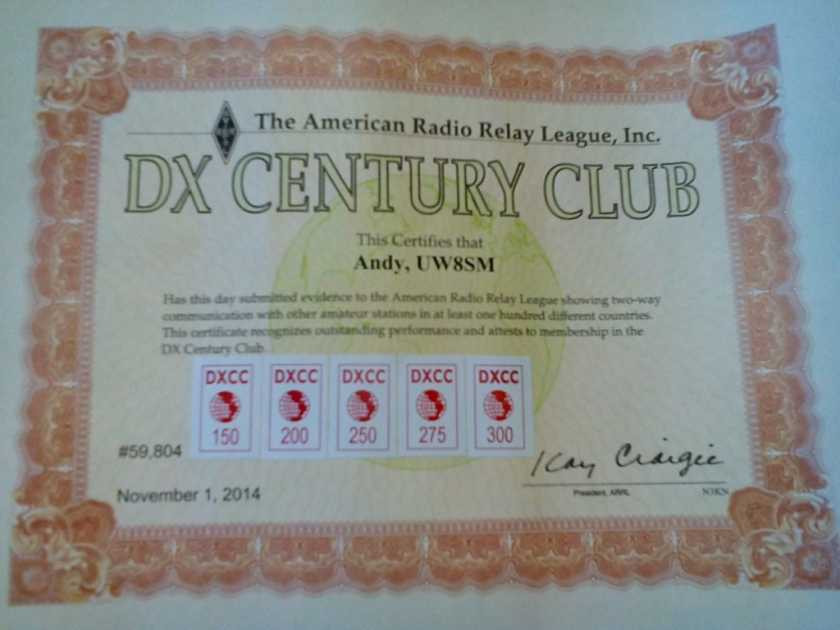 The American Radio Relay League, Inc.
DX CENTURY CLUB
This Certifies that
Andy, UW8SM
Has this day submitted evidence to the American Radio Relay League showing two-way
communication with other amateur stations in at least one hundred different countries.
This certificate recognizes outstanding performance and attests to membership in the
DX Century Club.
DXCC DXCC DXCC DXCC DXCC
150 200 250 275 300
#59,804
Kay Craigie
November 1, 2014
President, ARRL N3KN